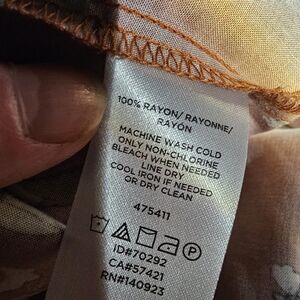 100% RAYON/ RAYONNE/
RAYÓN
MACHINE WASH COLD
ONLY NON-CHLORINE
BLEACH WHEN NEEDED
LINE DRY
COOL IRON IF NEEDED
OR DRY CLEAN
475411
ID#70292
CA#57421
RN#140923